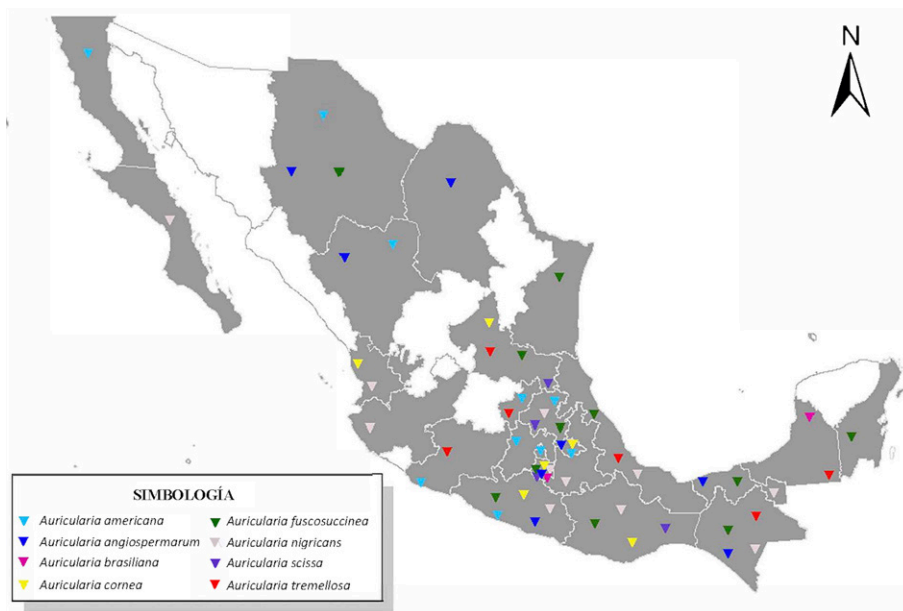 N
SIMBOLOGÍA
Auricularia americana
Auricularia angiospermarum
Auricularia brasiliana
Auricularia cornea
Auricularia fuscosuccinea
Auricularia nigricans
Auricularia scissa
Auricularia tremellosa